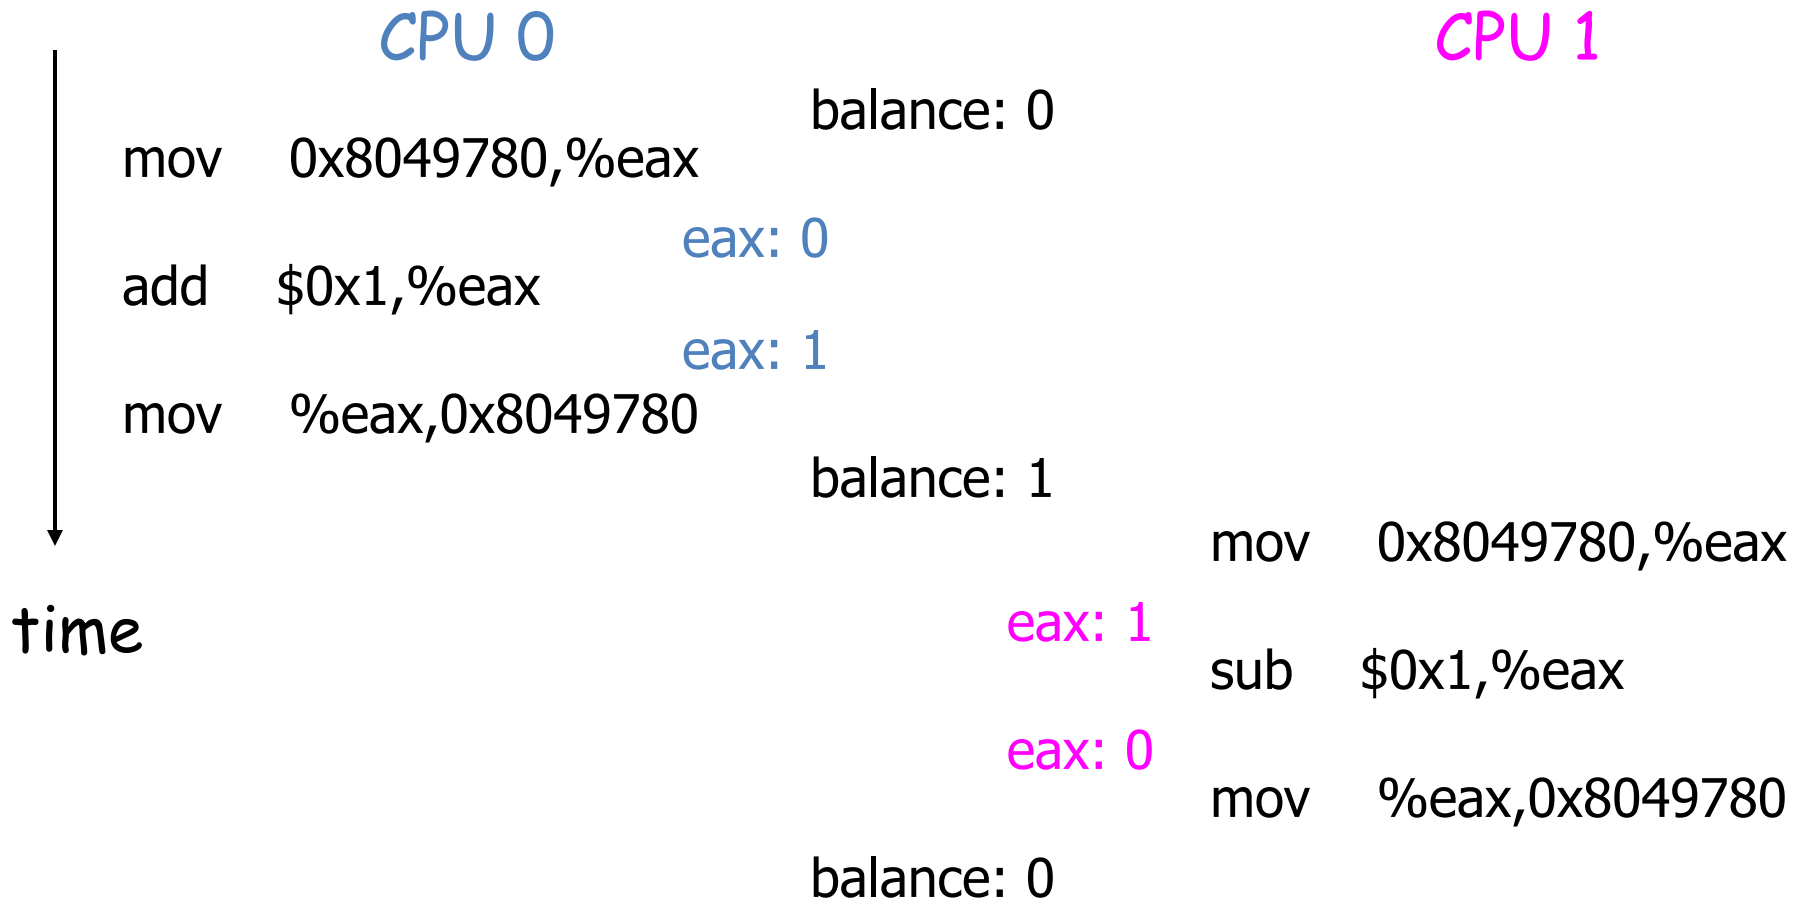 CPU 0
CPU 1
balance: 0
mov 0x8049780,%eax
eax: 0
add $0x1,%eax
eax: 1
mov %eax,0x8049780
balance: 1
mov 0x8049780,%eax
time
eax: 1
sub $0x1,%eax
eax: 0
mov %eax,0x8049780
balance: 0